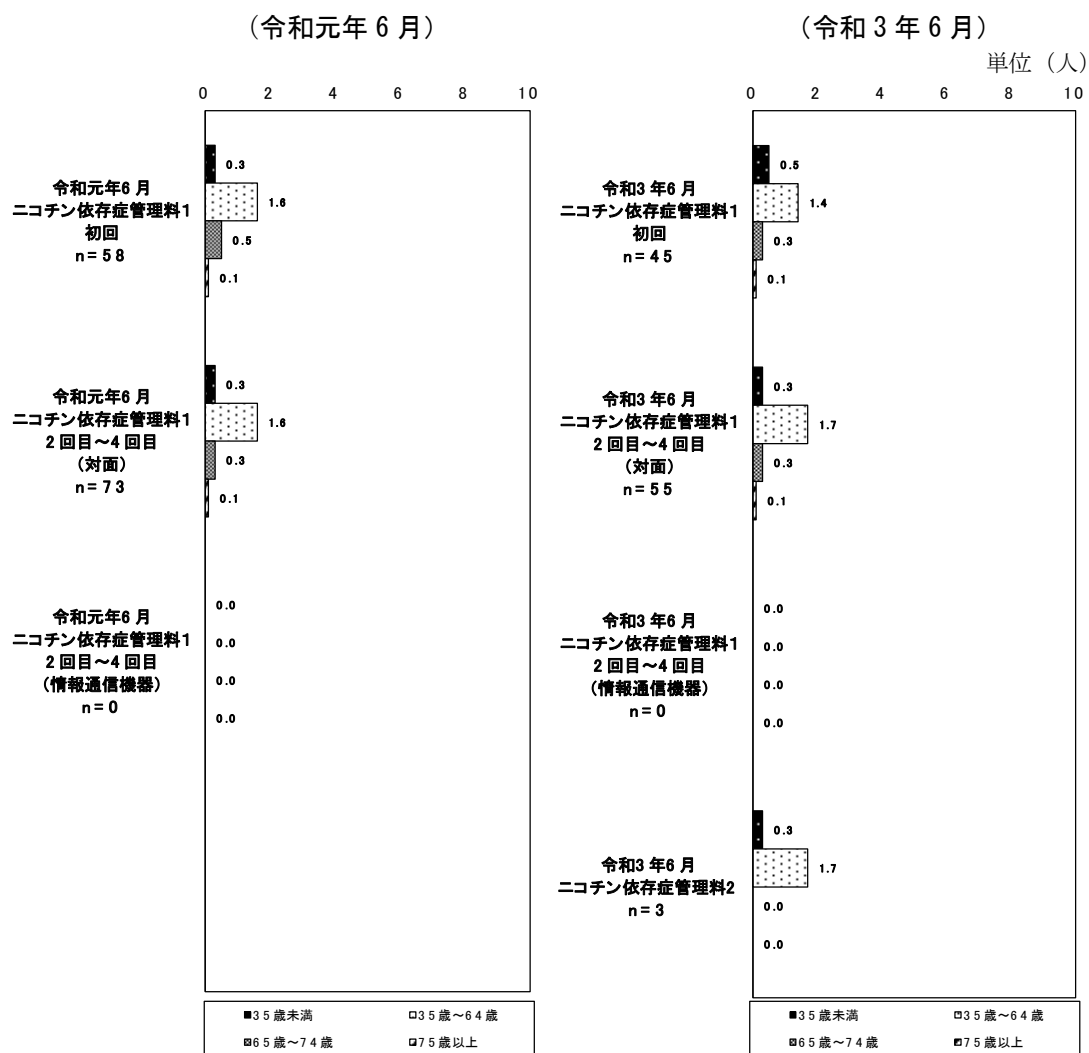 （令和元年６月）
0 2 4 6 8 10
令和元年6月
ニコチン依存症管理料1
初回
n=58
0.3
1.6
0.5
0.1
令和元年6月
ニコチン依存症管理料1
2回目～4回目
（対面）
n=73
0.3
1.6
0.3
0.1
令和元年6月
ニコチン依存症管理料1
2回目～4回目
（情報通信機器）
n=0
0.0
0.0
0.0
0.0
■35歳未満 □35歳～64歳
65歳～74歳 75歳以上
（令和３年６月）
単位（人）
0 2 4 6 8 10
令和3年6月
ニコチン依存症管理料1
初回
n=45
0.5
1.4
0.3
0.1
令和3年6月
ニコチン依存症管理料1
2回目～4回目
（対面）
n=55
0.3
1.7
0.3
0.1
令和3年6月
ニコチン依存症管理料1
2回目～4回目
（情報通信機器）
n=0
0.0
0.0
0.0
0.0
令和3年6月
ニコチン依存症管理料2
n=3
0.3
1.7
0.0
0.0
■35歳未満 35歳～64歳
65歳～74歳 75歳以上